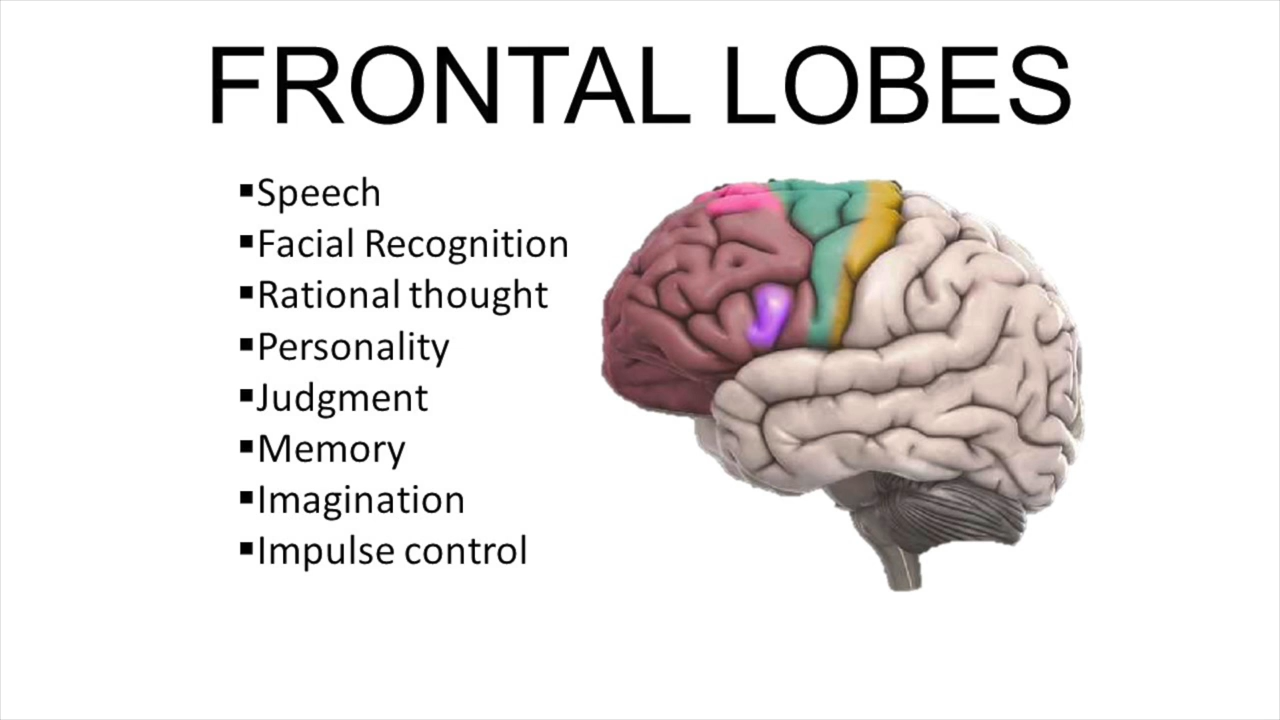 FRONTAL LOBES
▪Speech
▪Facial Recognition
▪Rational thought
▪Personality
▪Judgment
▪Memory
▪Imagination
▪Impulse control